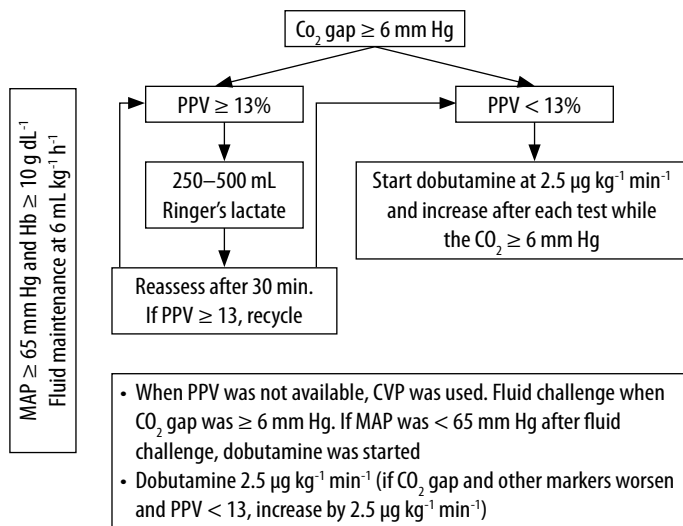 Co₂ gap ≥ 6 mm Hg
PPV ≥ 13%
PPV < 13%
250–500 mL
Ringer's lactate
Start dobutamine at 2.5 µg kg⁻¹ min⁻¹
and increase after each test while
the CO₂ ≥ 6 mm Hg
Reassess after 30 min.
If PPV ≥ 13, recycle
MAP ≥ 65 mm Hg and Hb ≥ 10 g dL⁻¹
Fluid maintenance at 6 mL kg⁻¹ h⁻¹
• When PPV was not available, CVP was used. Fluid challenge when
CO₂ gap was ≥ 6 mm Hg. If MAP was < 65 mm Hg after fluid
challenge, dobutamine was started
• Dobutamine 2.5 µg kg⁻¹ min⁻¹ (if CO₂ gap and other markers worsen
and PPV < 13, increase by 2.5 µg kg⁻¹ min⁻¹)